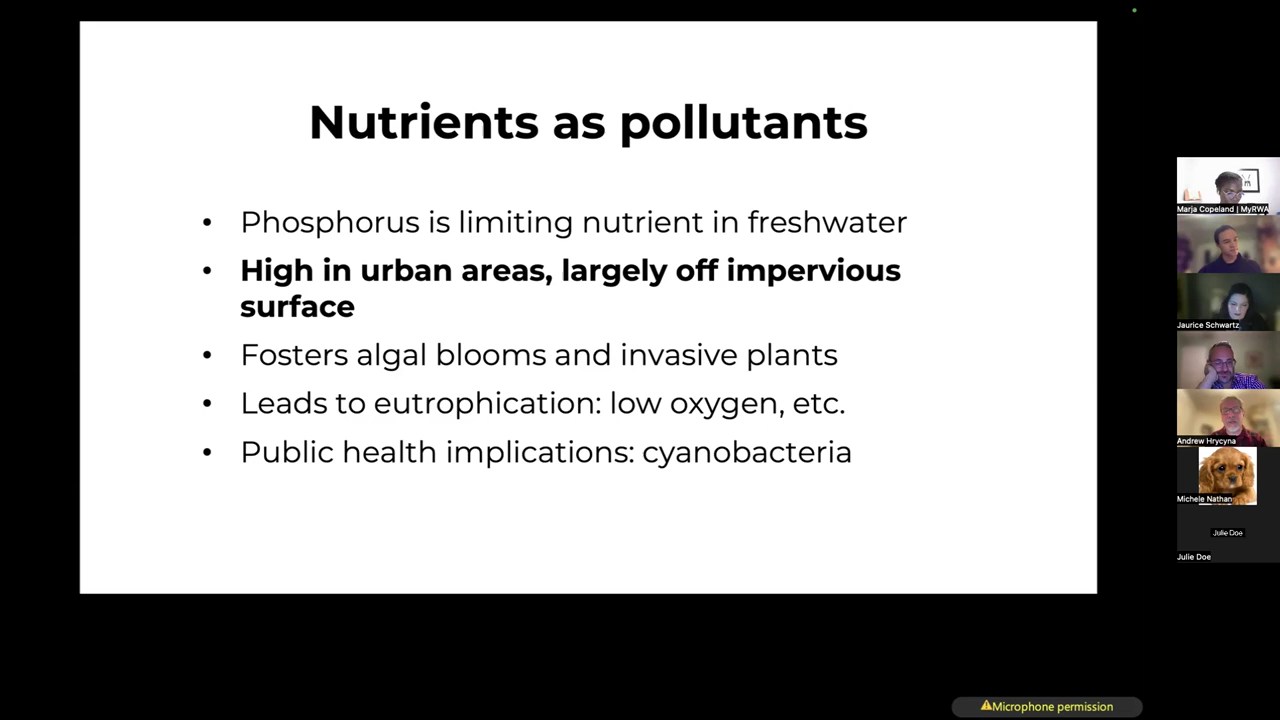 Nutrients as pollutants
• Phosphorus is limiting nutrient in freshwater
• High in urban areas, largely off impervious
surface
• Fosters algal blooms and invasive plants
• Leads to eutrophication: low oxygen, etc.
• Public health implications: cyanobacteria
Marja Copeland | MyRWA
Jaurice Schwartz
Andrew Hrycyna
Michele Nathan
Julie Doe
Julie Doe
Microphone permission